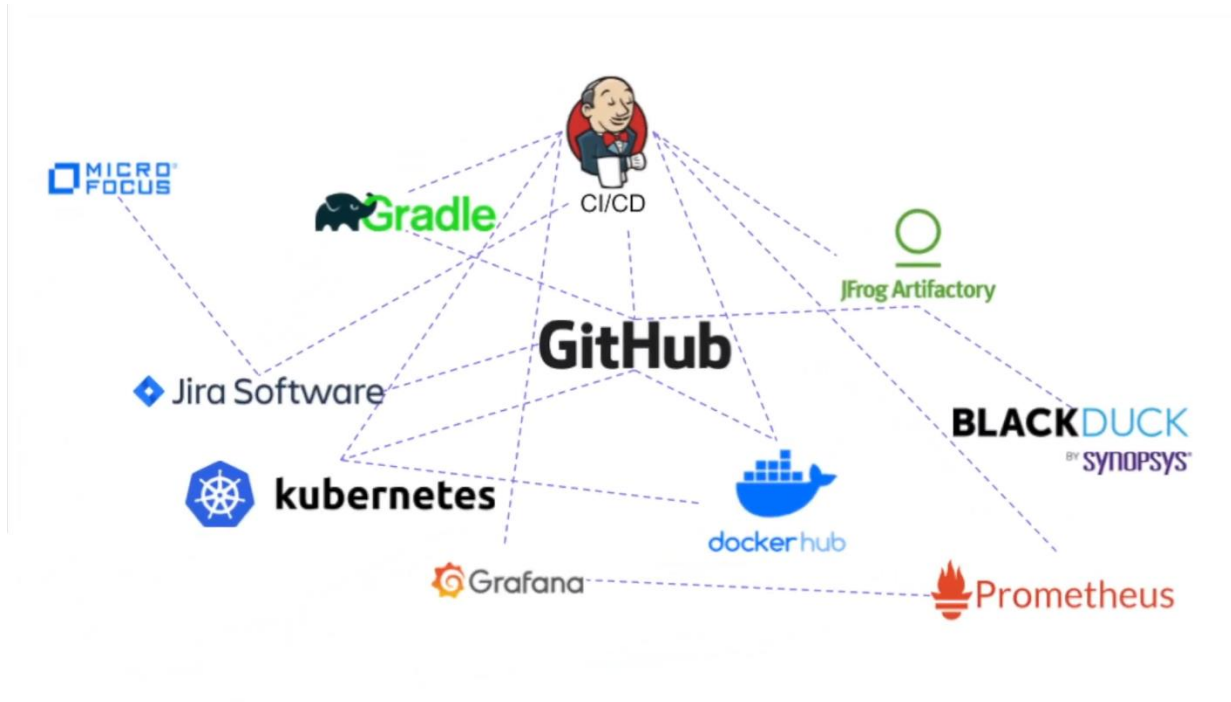 CI/CD
MICRO
FOCUS
Gradle
JFrog Artifactory
GitHub
Jira Software
BLACKDUCK
BY SYNOPSYS®
kubernetes
dockerhub
Grafana
Prometheus